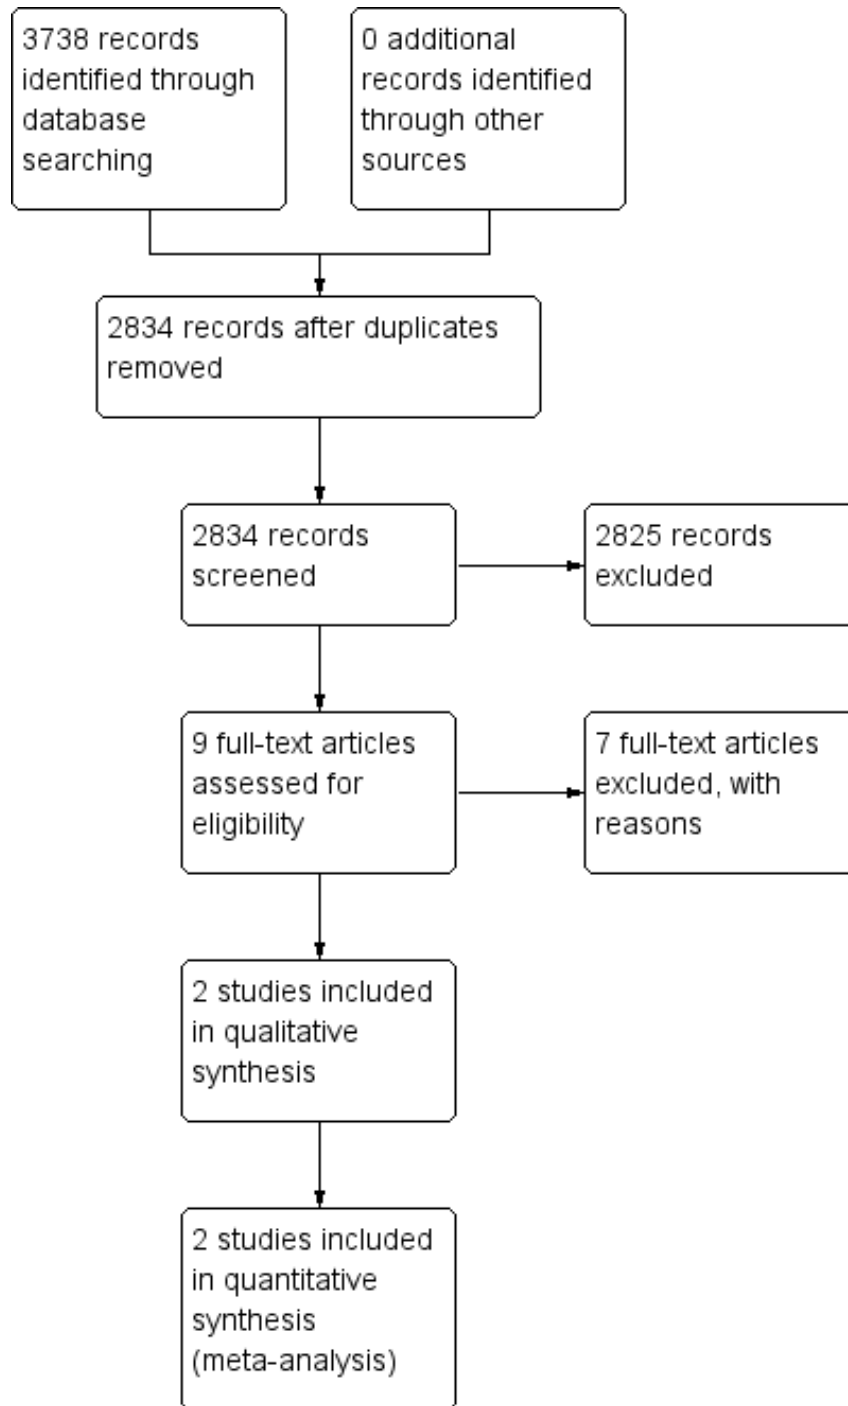 3738 records
identified through
database
searching
0 additional
records identified
through other
sources
2834 records after duplicates
removed
2834 records
screened
2825 records
excluded
9 full-text articles
assessed for
eligibility
7 full-text articles
excluded, with
reasons
2 studies included
in qualitative
synthesis
2 studies included
in quantitative
synthesis
(meta-analysis)